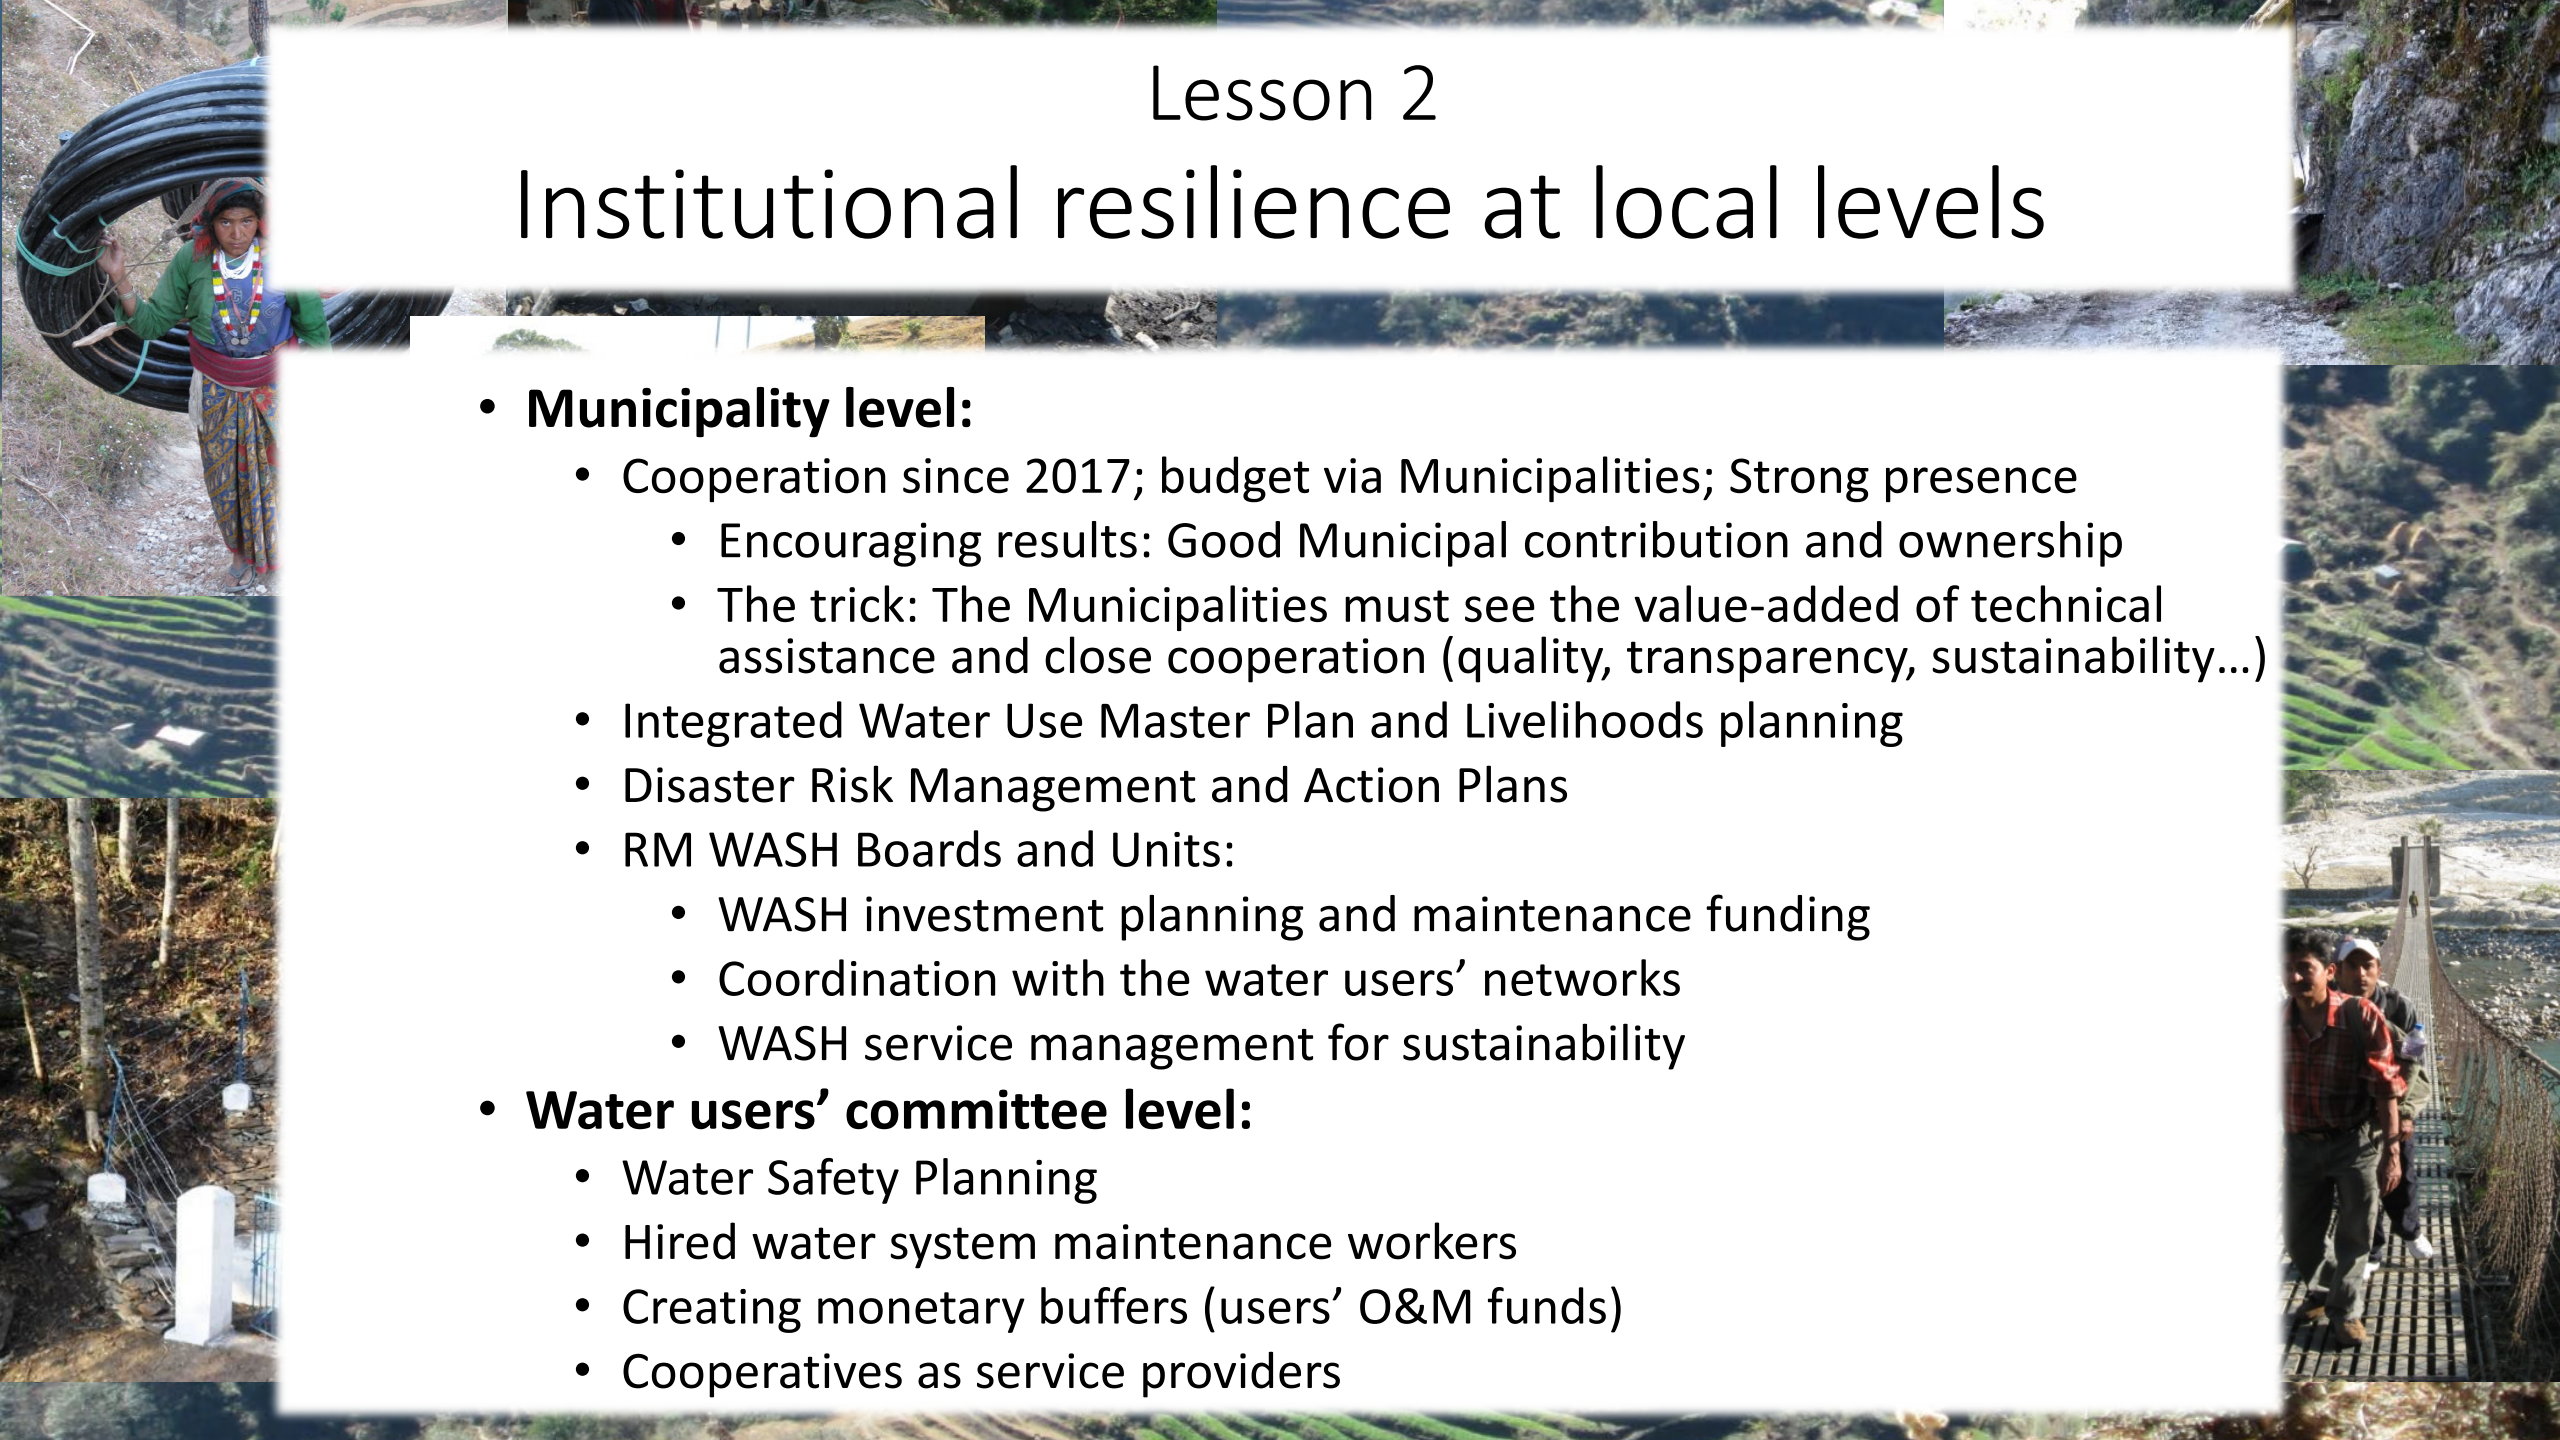 Lesson 2
Institutional resilience at local levels
• Municipality level:
• Cooperation since 2017; budget via Municipalities; Strong presence
• Encouraging results: Good Municipal contribution and ownership
• The trick: The Municipalities must see the value-added of technical
assistance and close cooperation (quality, transparency, sustainability…)
• Integrated Water Use Master Plan and Livelihoods planning
• Disaster Risk Management and Action Plans
• RM WASH Boards and Units:
• WASH investment planning and maintenance funding
• Coordination with the water users’ networks
• WASH service management for sustainability
• Water users’ committee level:
• Water Safety Planning
• Hired water system maintenance workers
• Creating monetary buffers (users’ O&M funds)
• Cooperatives as service providers